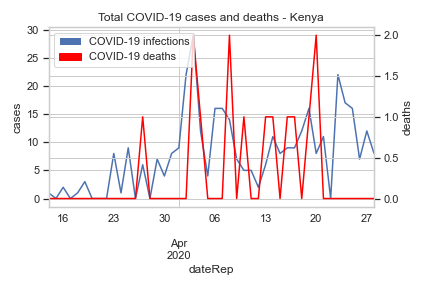 Total COVID-19 cases and deaths - Kenya
COVID-19 infections
COVID-19 deaths
30
25
20
15
10
5
0
cases
2.0
1.5
1.0
0.5
0.0
deaths
16 23 30 06 13 20 27
Apr
2020
dateRep